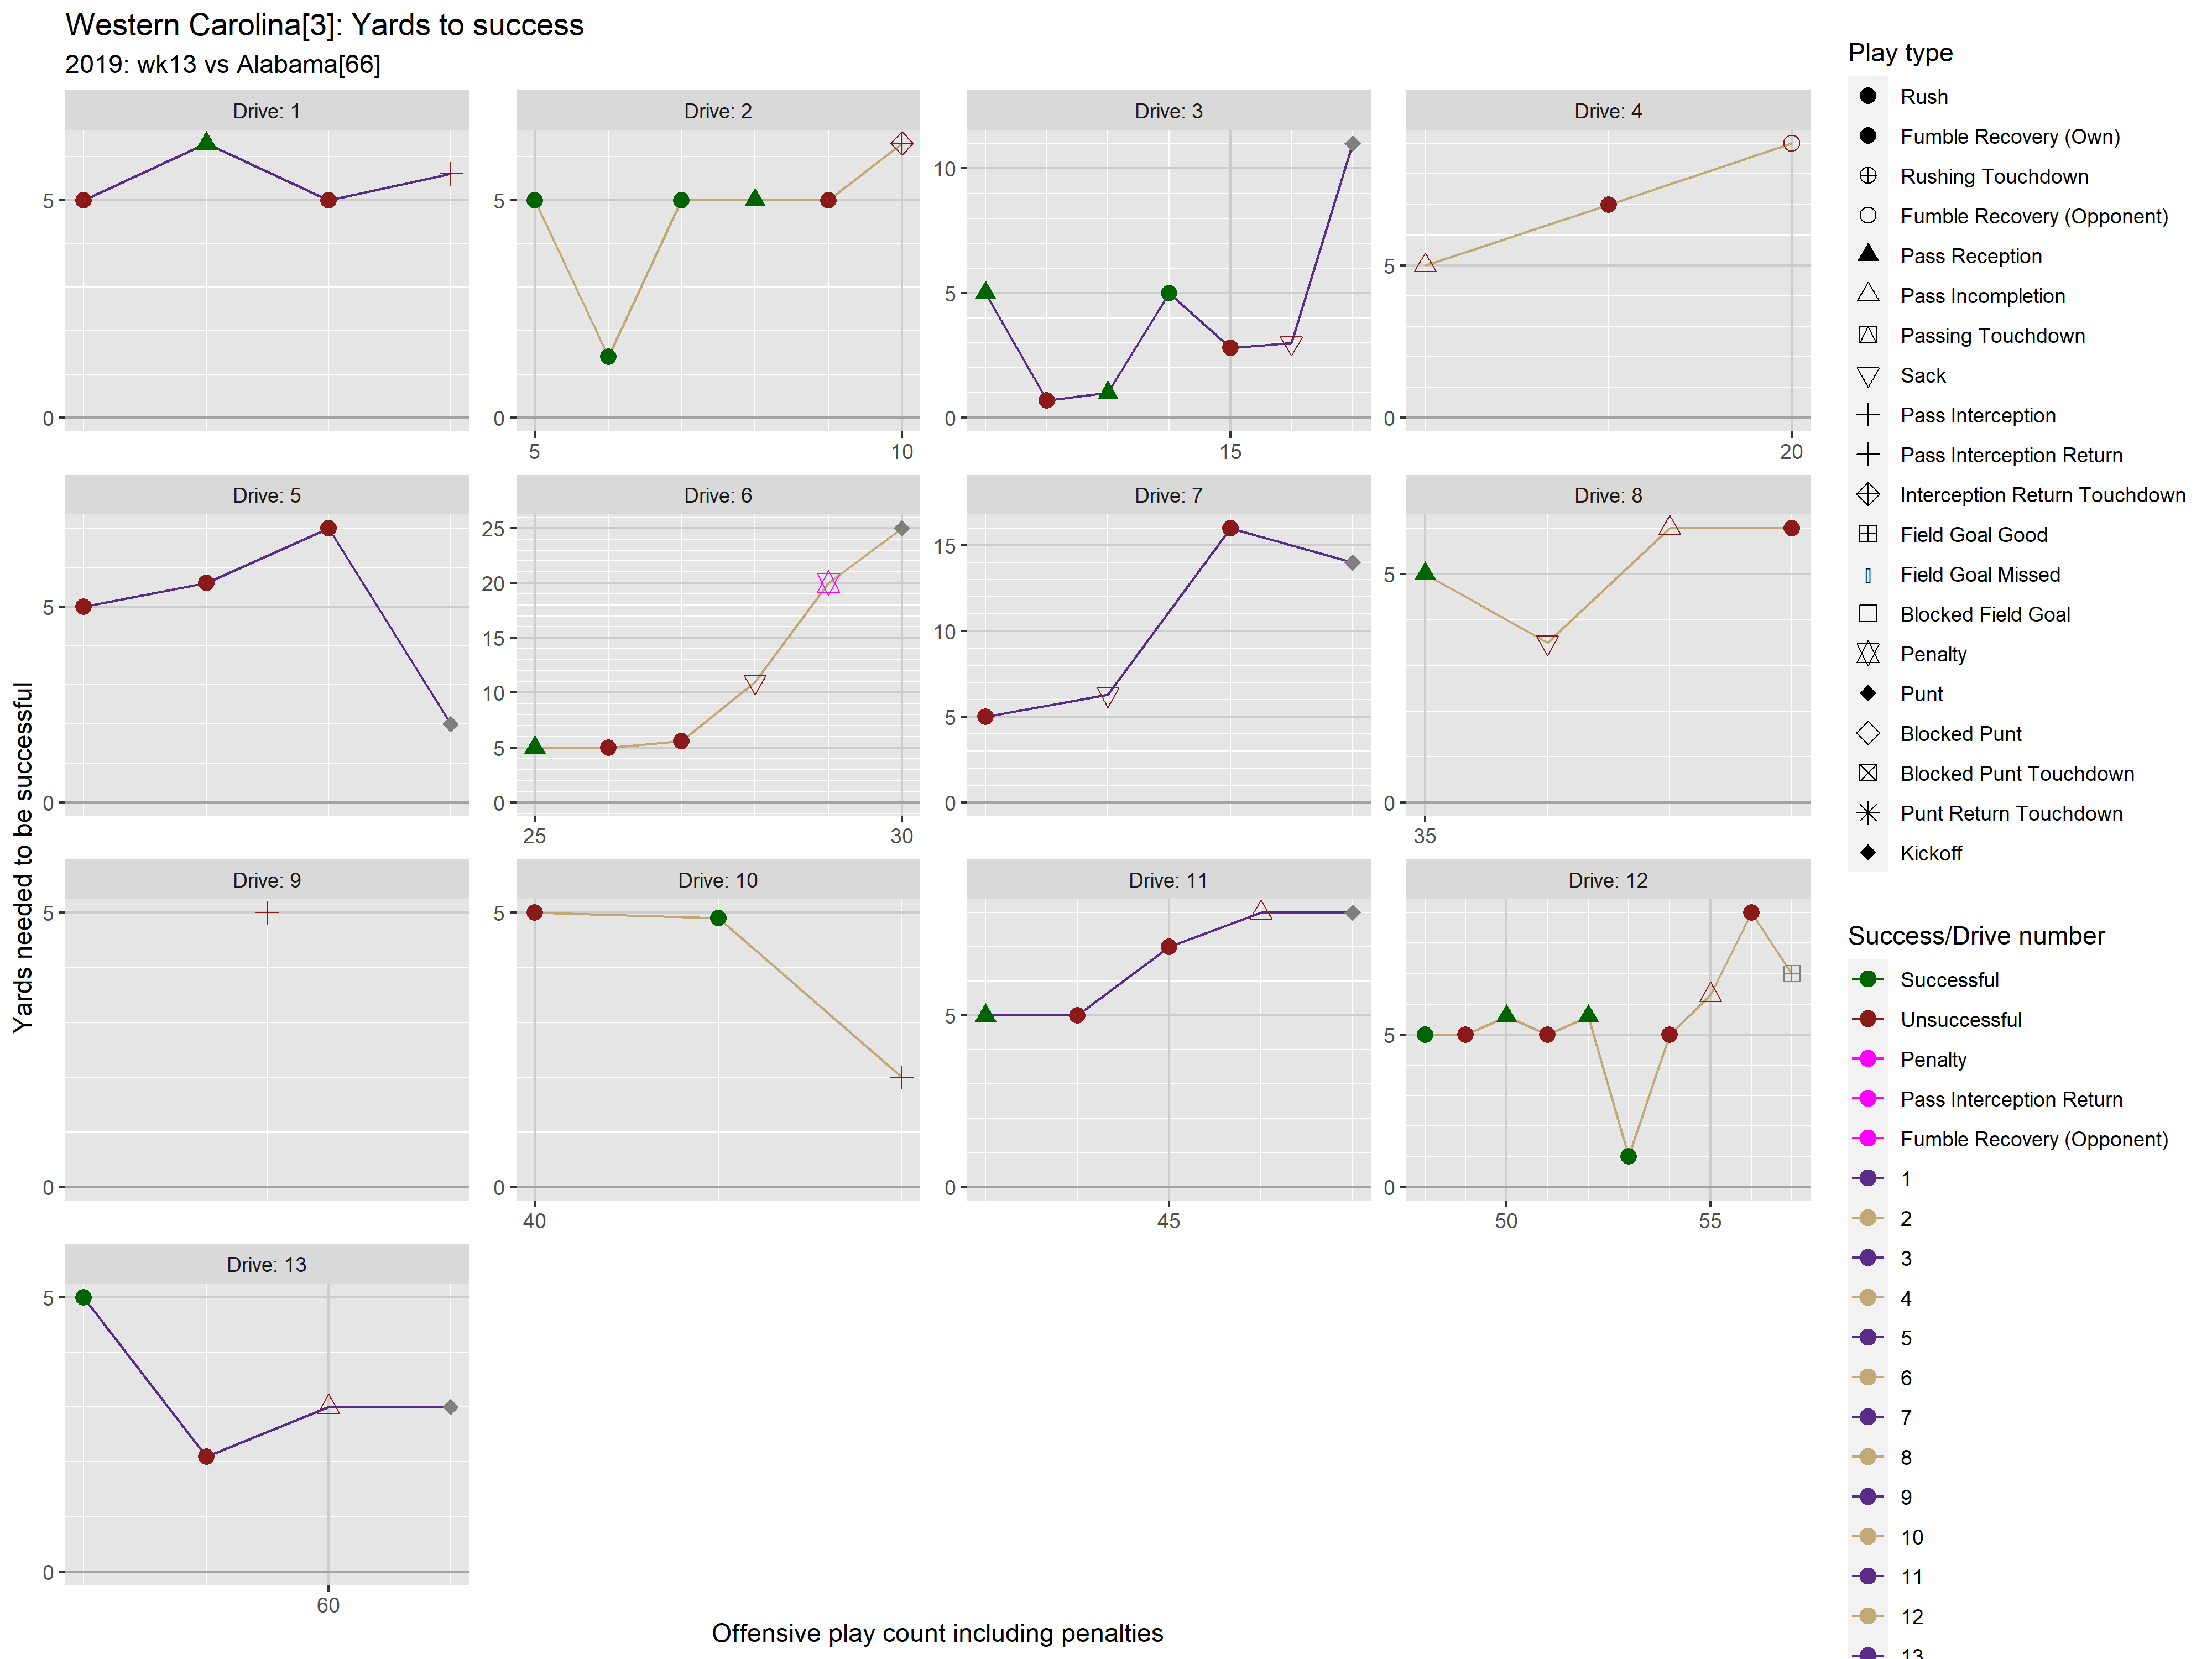 Western Carolina[3]: Yards to success
2019: wk13 vs Alabama[66]
Yards needed to be successful
Drive: 1
5
0
Drive: 2
5
0
5
10
Drive: 3
10
5
0
15
Drive: 4
5
0
20
Drive: 5
5
0
Drive: 6
25
20
15
10
5
0
25
30
Drive: 7
15
10
5
0
Drive: 8
5
0
35
Drive: 9
5
0
Drive: 10
5
0
40
Drive: 11
5
0
45
Drive: 12
5
0
50
55
Drive: 13
5
0
60
Offensive play count including penalties
Play type
Rush
Fumble Recovery (Own)
Rushing Touchdown
Fumble Recovery (Opponent)
Pass Reception
Pass Incompletion
Passing Touchdown
Sack
Pass Interception
Pass Interception Return
Interception Return Touchdown
Field Goal Good
Field Goal Missed
Blocked Field Goal
Penalty
Punt
Blocked Punt
Blocked Punt Touchdown
Punt Return Touchdown
Kickoff
Success/Drive number
Successful
Unsuccessful
Penalty
Pass Interception Return
Fumble Recovery (Opponent)
1
2
3
4
5
6
7
8
9
10
11
12
13